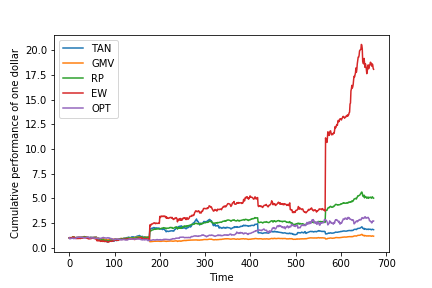 TAN
GMV
RP
EW
OPT
Cumulative performance of one dollar
20.0
17.5
15.0
12.5
10.0
7.5
5.0
2.5
0.0
0 100 200 300 400 500 600 700
Time